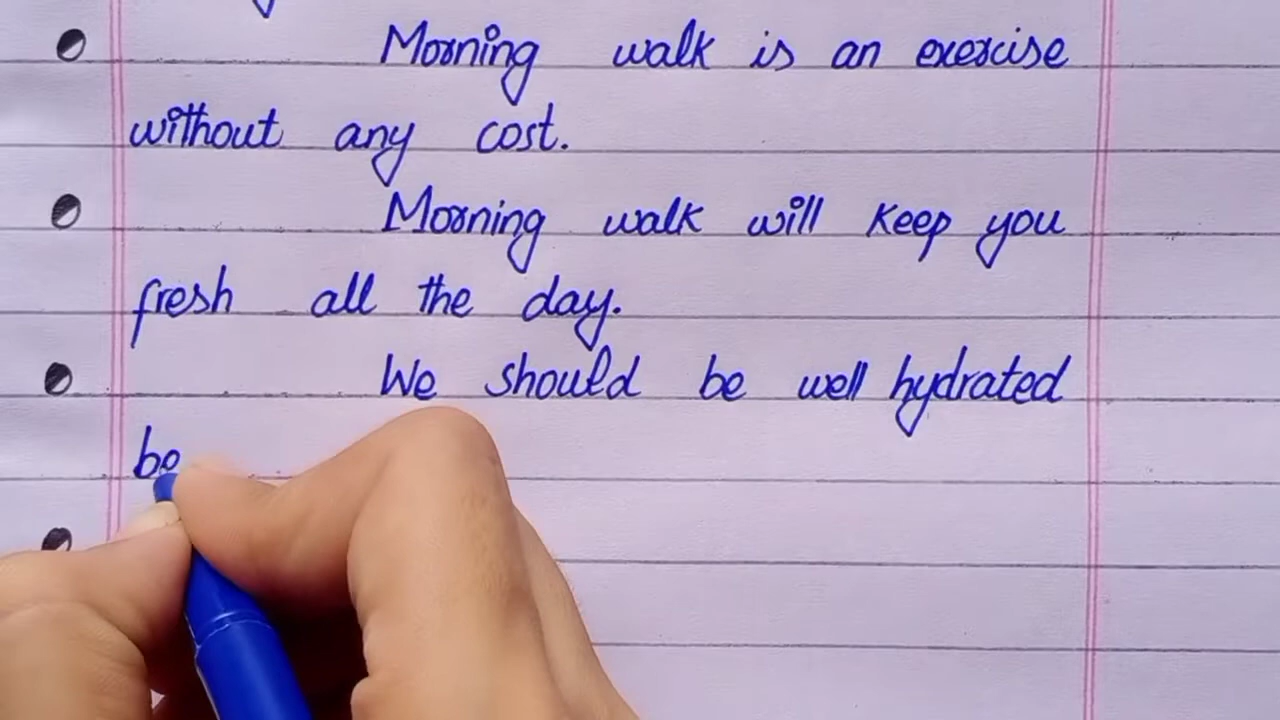 Morning walk is an exercise
without any cost.
Morning walk will keep you
fresh all the day.
We should be well hydrated
be